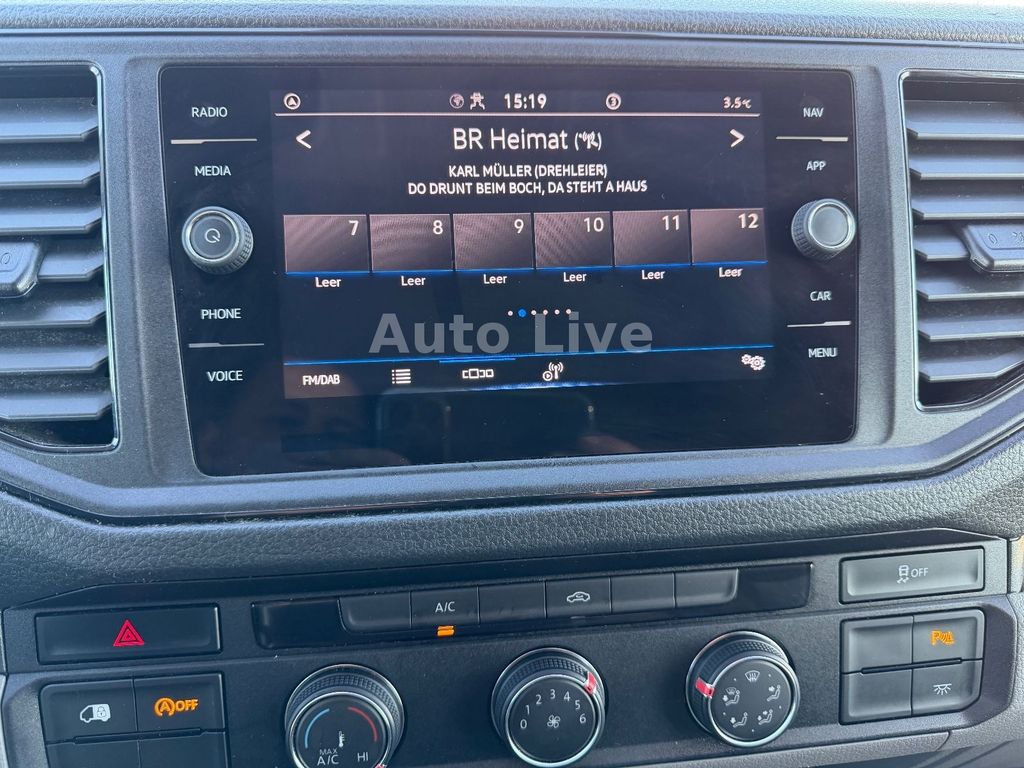 RADIO
MEDIA
PHONE
VOICE
15:19
3
3.5°C
< BR Heimat >
KARL MÜLLER (DREHLEIER)
DO DRUNT BEIM BOCH, DA STEHT A HAUS
7 8 9 10 11 12
Leer Leer Leer Leer Leer Leer
Auto Live
FM/DAB
NAV
APP
CAR
MENU
A/C
OFF
OFF
A OFF
MAX
A/C
HI
0 1 2 3 4 5 6
P